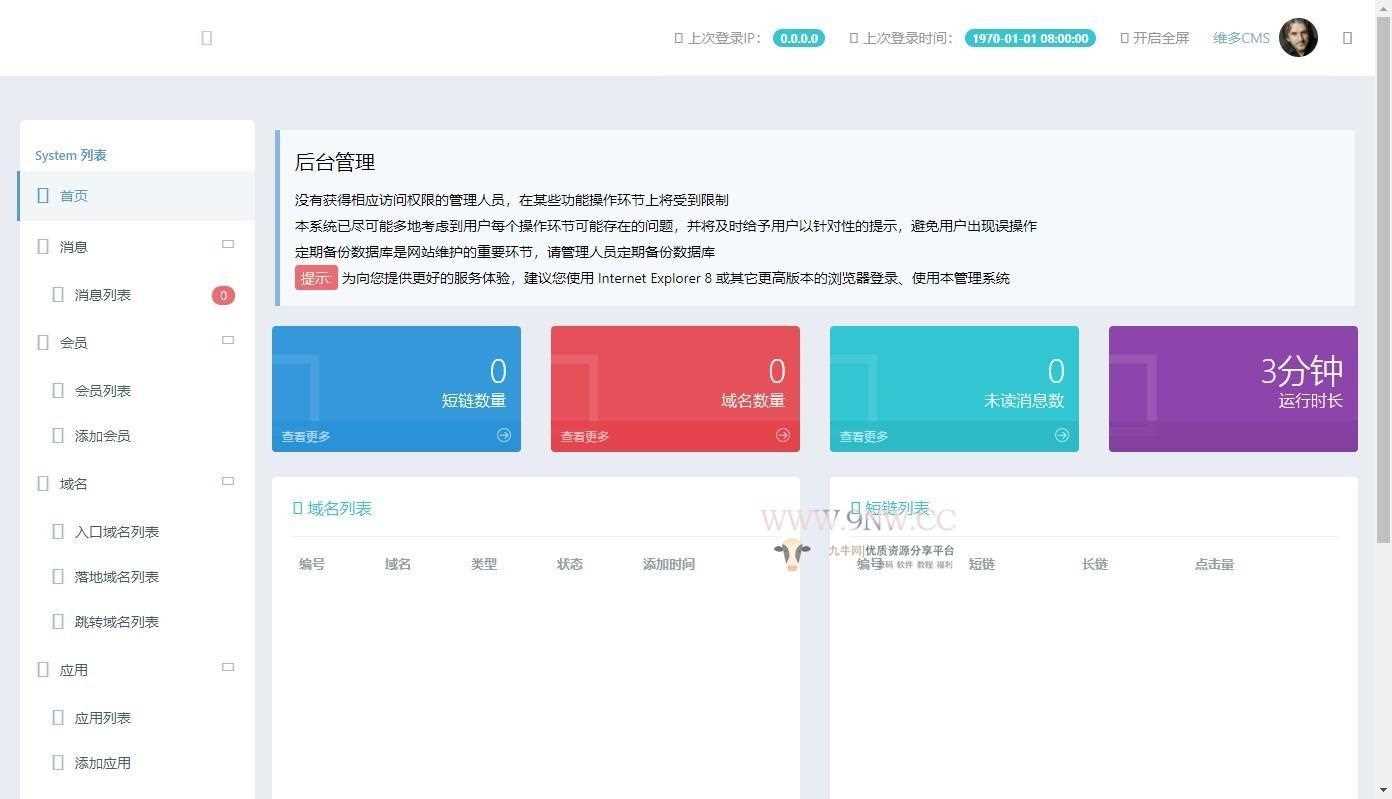 上次登录IP: 0.0.0.0 上次登录时间: 1970-01-01 08:00:00 开启全屏 维多CMS
System 列表
首页
消息
消息列表 0
会员
会员列表
添加会员
域名
入口域名列表
落地域名列表
跳转域名列表
应用
应用列表
添加应用
后台管理
没有获得相应访问权限的管理人员，在某些功能操作环节上将受到限制
本系统已尽可能多地考虑到用户每个操作环节可能存在的问题，并将及时给予用户以针对性的提示，避免用户出现误操作
定期备份数据库是网站维护的重要环节，请管理人员定期备份数据库
提示: 为向您提供更好的服务体验，建议您使用 Internet Explorer 8 或其它更高版本的浏览器登录、使用本管理系统
0
短链数量
查看更多
0
域名数量
查看更多
0
未读消息数
查看更多
3分钟
运行时长
域名列表
编号 域名 类型 状态 添加时间
短链列表
编号 短链 长链 点击量
WWW.9NW.CC
九牛网|优质资源分享平台
源码 软件 教程 福利